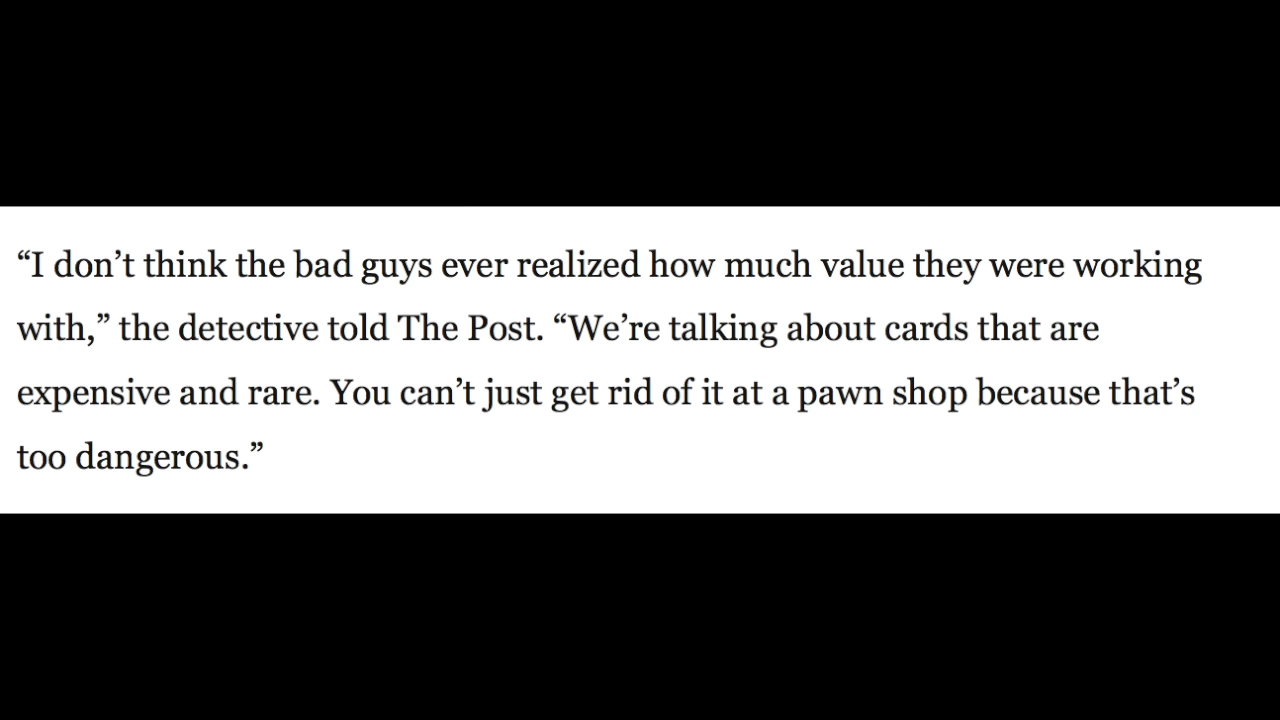 “I don’t think the bad guys ever realized how much value they were working
with,” the detective told The Post. “We’re talking about cards that are
expensive and rare. You can’t just get rid of it at a pawn shop because that’s
too dangerous.”